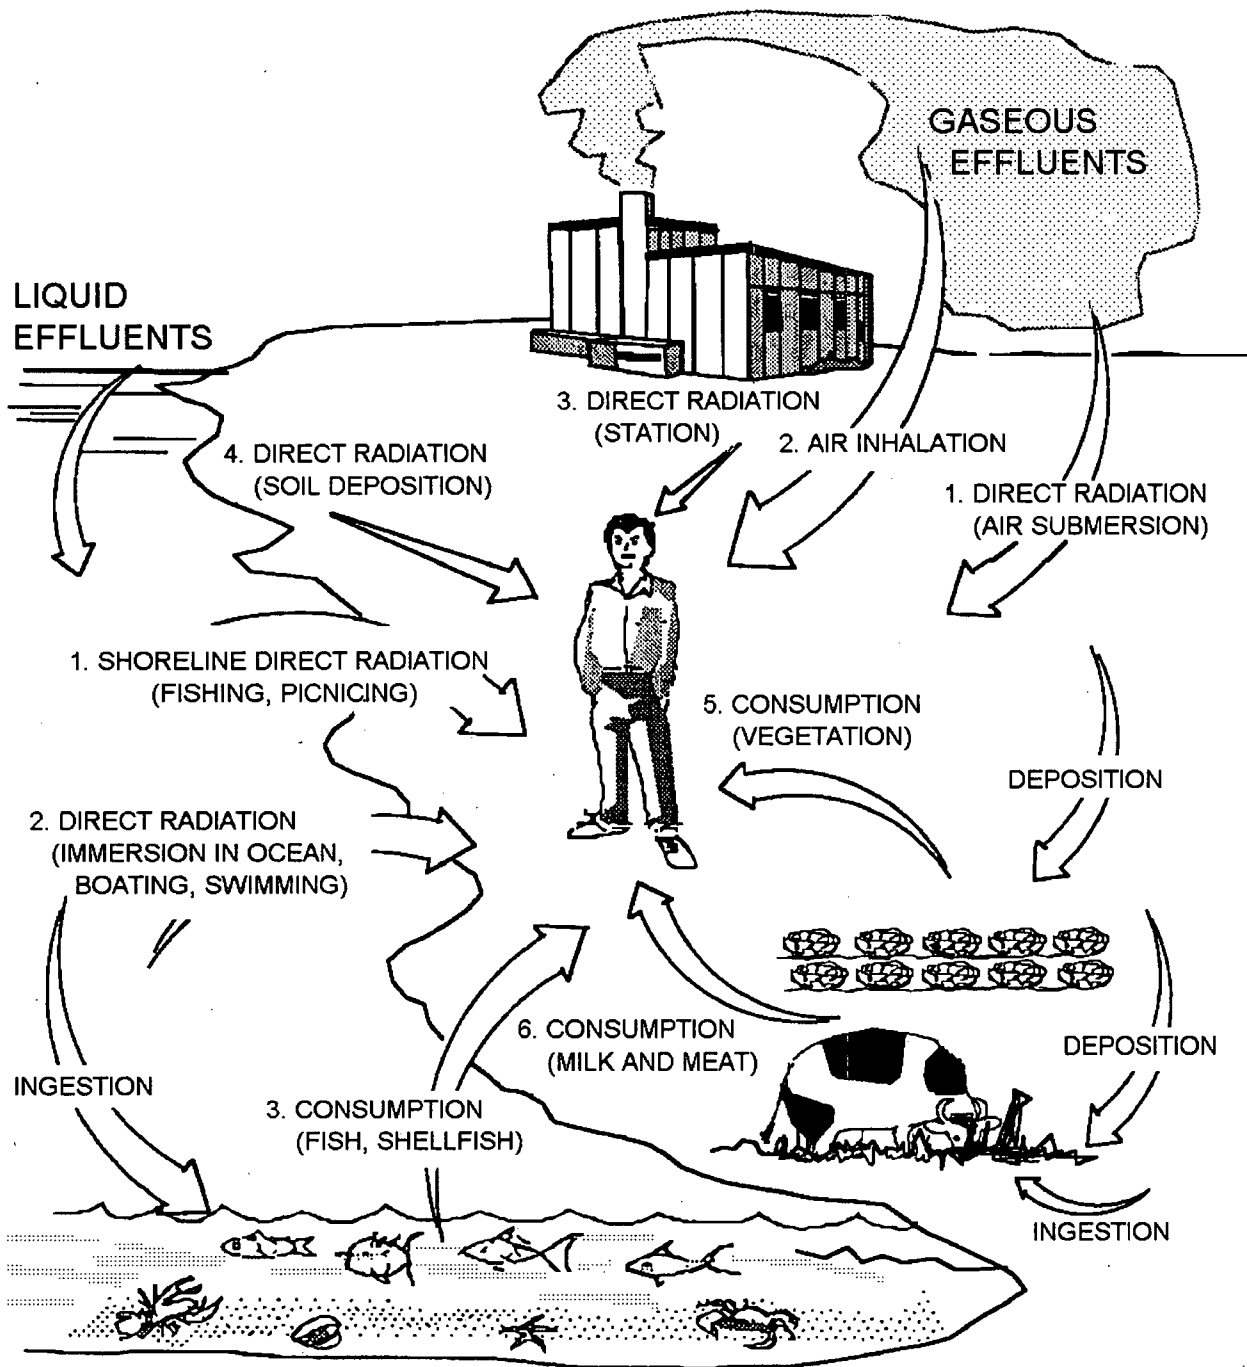 GASEOUS
EFFLUENTS
LIQUID
EFFLUENTS
3. DIRECT RADIATION
(STATION)
2. AIR INHALATION
4. DIRECT RADIATION
(SOIL DEPOSITION)
1. DIRECT RADIATION
(AIR SUBMERSION)
1. SHORELINE DIRECT RADIATION
(FISHING, PICNICING)
5. CONSUMPTION
(VEGETATION)
DEPOSITION
2. DIRECT RADIATION
(IMMERSION IN OCEAN,
BOATING, SWIMMING)
6. CONSUMPTION
(MILK AND MEAT)
DEPOSITION
INGESTION
3. CONSUMPTION
(FISH, SHELLFISH)
INGESTION